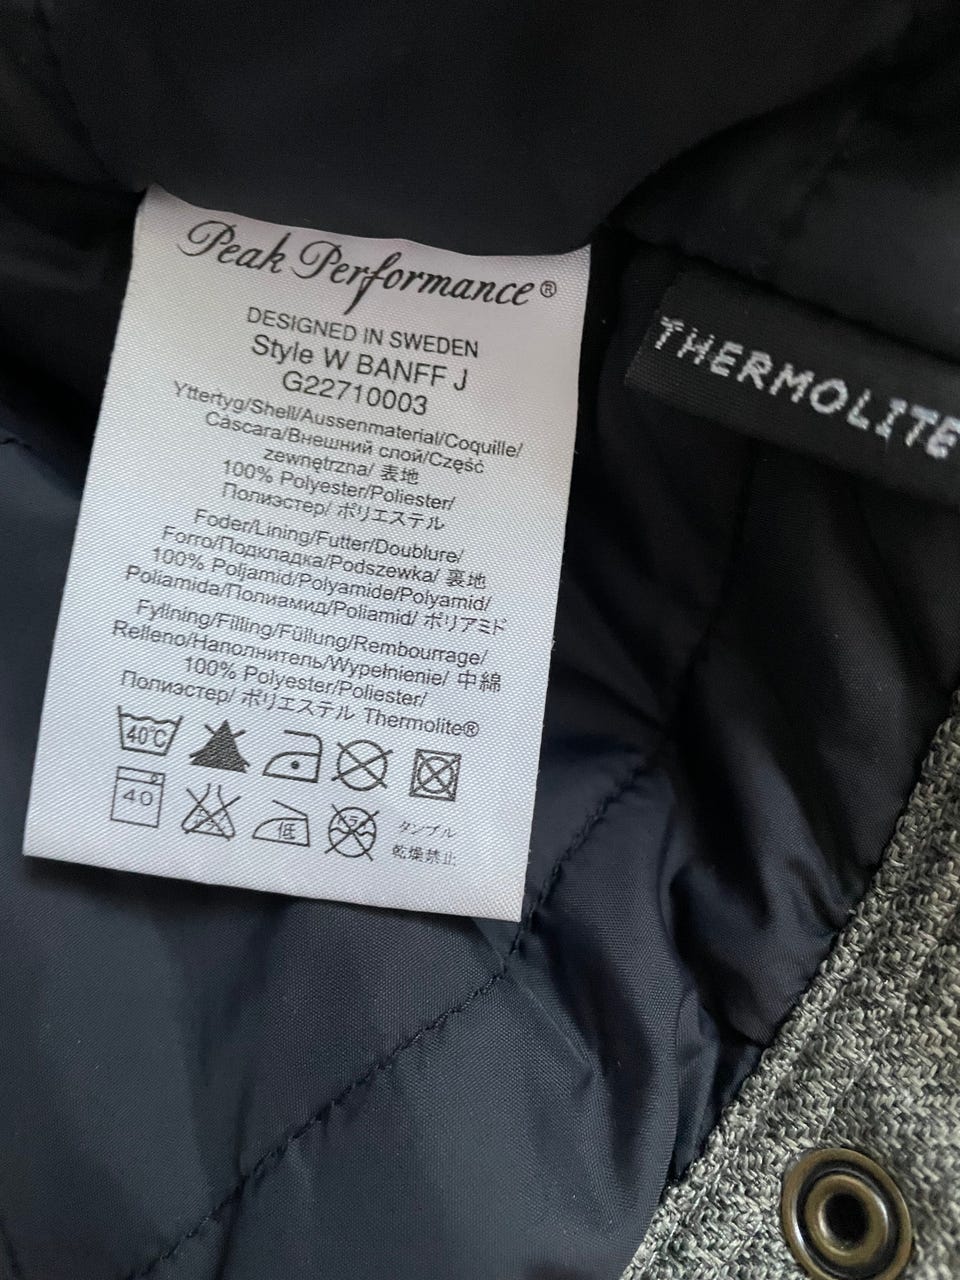 Peak Performance®
DESIGNED IN SWEDEN
Style W BANFF J
G22710003
Yttertyg/Shell/Aussenmaterial/Coquille/
Càscara/Внешний слой/Część
zewnętrzna/ 表地
100% Polyester/Poliester/
Полиэстер/ ポリエステル
Foder/Lining/Futter/Doublure/
Forro/Подкладка/Podszewka/ 裏地
100% Poljamid/Polyamide/Polyamid/
Poliamida/Полиамид/Poliamid/ ポリアミド
Fyllning/Filling/Füllung/Rembourrage/
Relleno/Наполнитель/Wypełnienie/ 中綿
100% Polyester/Poliester/
Полиэстер/ ポリエステル Thermolite®
40°C
40
低
タンブル
乾燥禁止
THERMOLITE